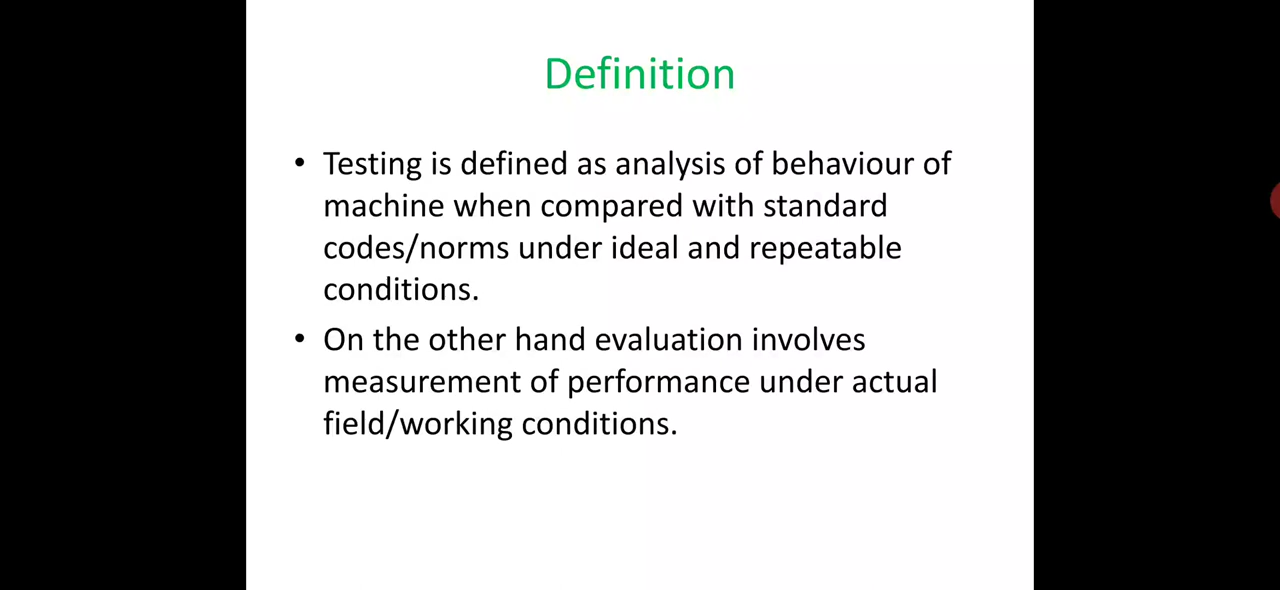 Definition
• Testing is defined as analysis of behaviour of
machine when compared with standard
codes/norms under ideal and repeatable
conditions.
• On the other hand evaluation involves
measurement of performance under actual
field/working conditions.